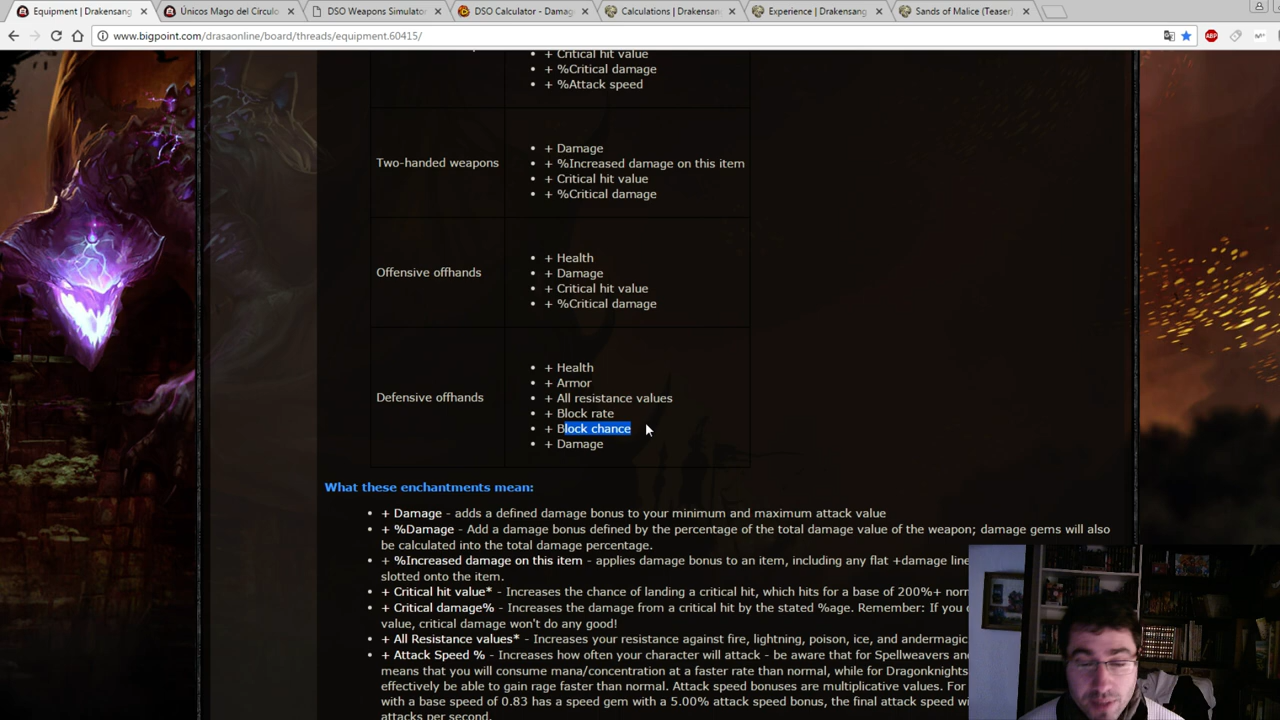 Equipment | Drakensang
Únicos Mago del Círculo
DSO Weapons Simulator
DSO Calculator - Damag
Calculations | Drakensan
Experience | Drakensang
Sands of Malice (Teaser)
www.bigpoint.com/drasaonline/board/threads/equipment.60415/
ABP
+ Critical hit value
+ %Critical damage
+ %Attack speed
Two-handed weapons
+ Damage
+ %Increased damage on this item
+ Critical hit value
+ %Critical damage
Offensive offhands
+ Health
+ Damage
+ Critical hit value
+ %Critical damage
Defensive offhands
+ Health
+ Armor
+ All resistance values
+ Block rate
+ Block chance
+ Damage
What these enchantments mean:
+ Damage - adds a defined damage bonus to your minimum and maximum attack value
+ %Damage - Add a damage bonus defined by the percentage of the total damage value of the weapon; damage gems will also
be calculated into the total damage percentage.
+ %Increased damage on this item - applies damage bonus to an item, including any flat +damage line
slotted onto the item.
+ Critical hit value* - Increases the chance of landing a critical hit, which hits for a base of 200%+ norm
+ Critical damage% - Increases the damage from a critical hit by the stated %age. Remember: If you
value, critical damage won't do any good!
+ All Resistance values* - Increases your resistance against fire, lightning, poison, ice, and andermagic
+ Attack Speed % - Increases how often your character will attack - be aware that for Spellweavers and
means that you will consume mana/concentration at a faster rate than normal, while for Dragonknights
effectively be able to gain rage faster than normal. Attack speed bonuses are multiplicative values. For
with a base speed of 0.83 has a speed gem with a 5.00% attack speed bonus, the final attack speed
attacks per second.